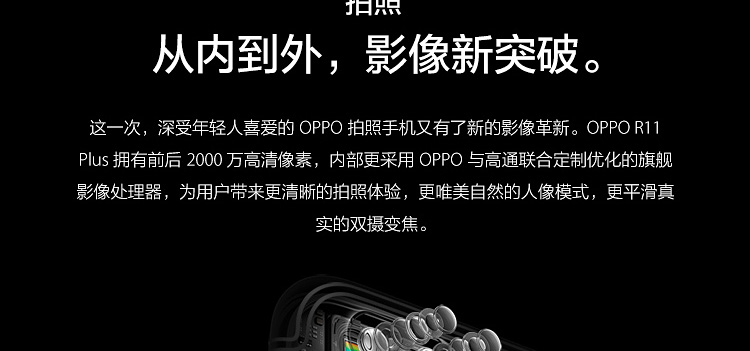 拍照
从内到外，影像新突破。
这一次，深受年轻人喜爱的 OPPO 拍照手机又有了新的影像革新。OPPO R11
Plus 拥有前后 2000 万高清像素，内部更采用 OPPO 与高通联合定制优化的旗舰
影像处理器，为用户带来更清晰的拍照体验，更唯美自然的人像模式，更平滑真
实的双摄变焦。